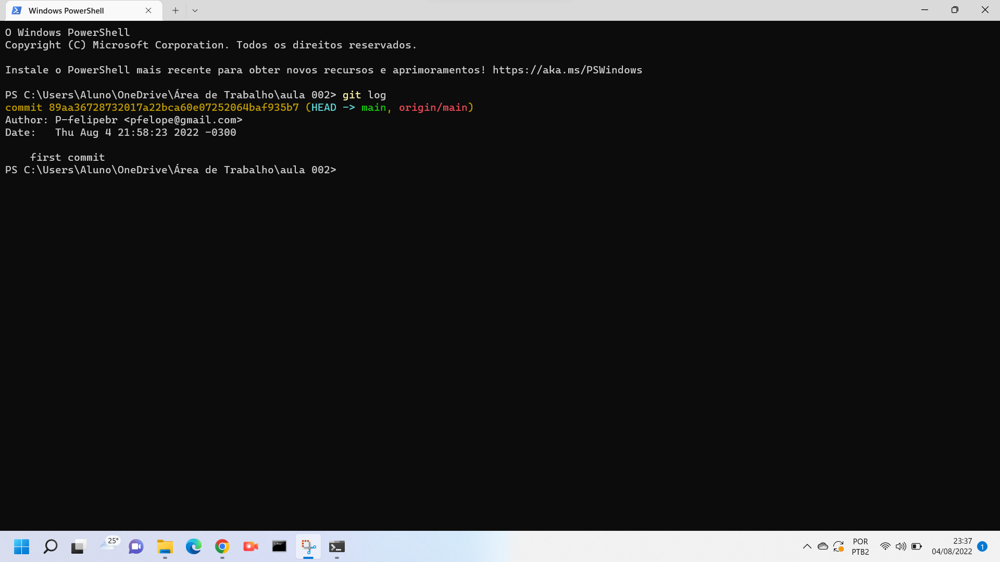 Windows PowerShell
O Windows PowerShell
Copyright (C) Microsoft Corporation. Todos os direitos reservados.
Instale o PowerShell mais recente para obter novos recursos e aprimoramentos! https://aka.ms/PSWindows
PS C:\Users\Aluno\OneDrive\Área de Trabalho\aula 002> git log
commit 89aa36728732017a22bca60e07252064baf935b7 (HEAD -> main, origin/main)
Author: P-felipebr <pfelope@gmail.com>
Date:   Thu Aug 4 21:58:23 2022 -0300
    first commit
PS C:\Users\Aluno\OneDrive\Área de Trabalho\aula 002>
25°
POR
PTB2
23:37
04/08/2022
1